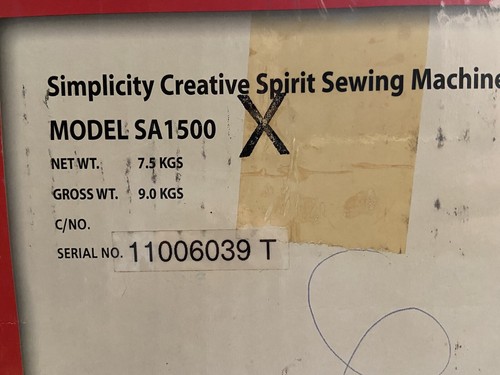 Simplicity Creative Spirit Sewing Machine
MODEL SA1500
X
NET WT. 7.5 KGS
GROSS WT. 9.0 KGS
C/NO.
SERIAL NO. 11006039 T